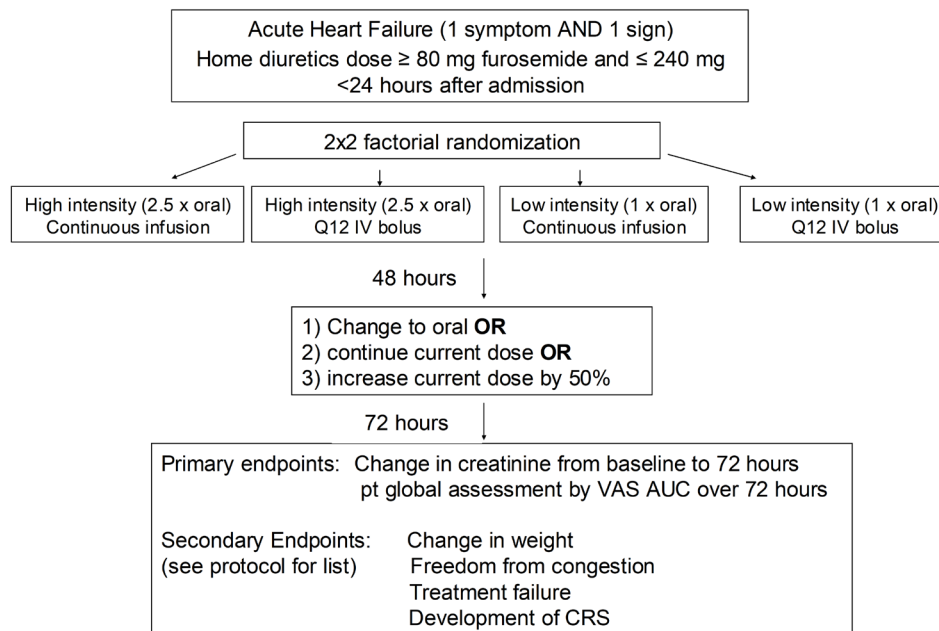 Acute Heart Failure (1 symptom AND 1 sign)
Home diuretics dose ≥ 80 mg furosemide and ≤ 240 mg
<24 hours after admission
2x2 factorial randomization
High intensity (2.5 x oral)
Continuous infusion
High intensity (2.5 x oral)
Q12 IV bolus
Low intensity (1 x oral)
Continuous infusion
Low intensity (1 x oral)
Q12 IV bolus
48 hours
1) Change to oral OR
2) continue current dose OR
3) increase current dose by 50%
72 hours
Primary endpoints: Change in creatinine from baseline to 72 hours
pt global assessment by VAS AUC over 72 hours
Secondary Endpoints: Change in weight
(see protocol for list) Freedom from congestion
Treatment failure
Development of CRS